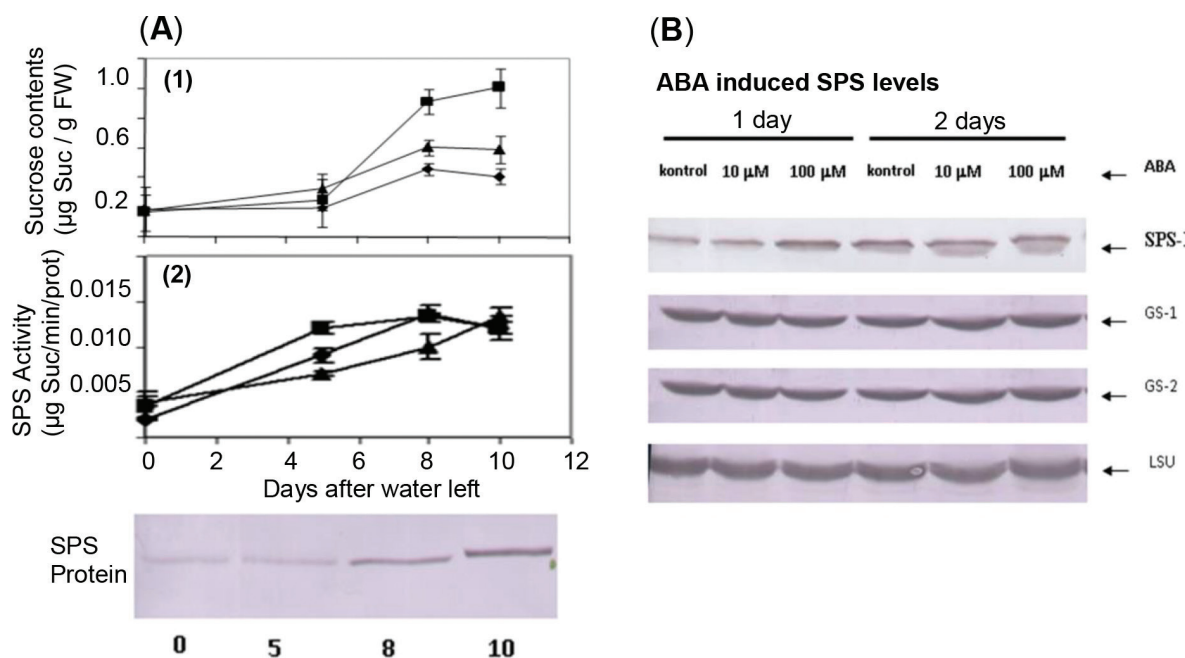 (A)
(1)
Sucrose contents
(µg Suc / g FW)
1.0
0.6
0.2
(2)
SPS Activity
(µg Suc/min/prot)
0.015
0.010
0.005
0 2 4 6 8 10 12
Days after water left
SPS
Protein
0 5 8 10
(B)
ABA induced SPS levels
1 day 2 days
kontrol 10 µM 100 µM kontrol 10 µM 100 µM ABA
SPS-1
GS-1
GS-2
LSU